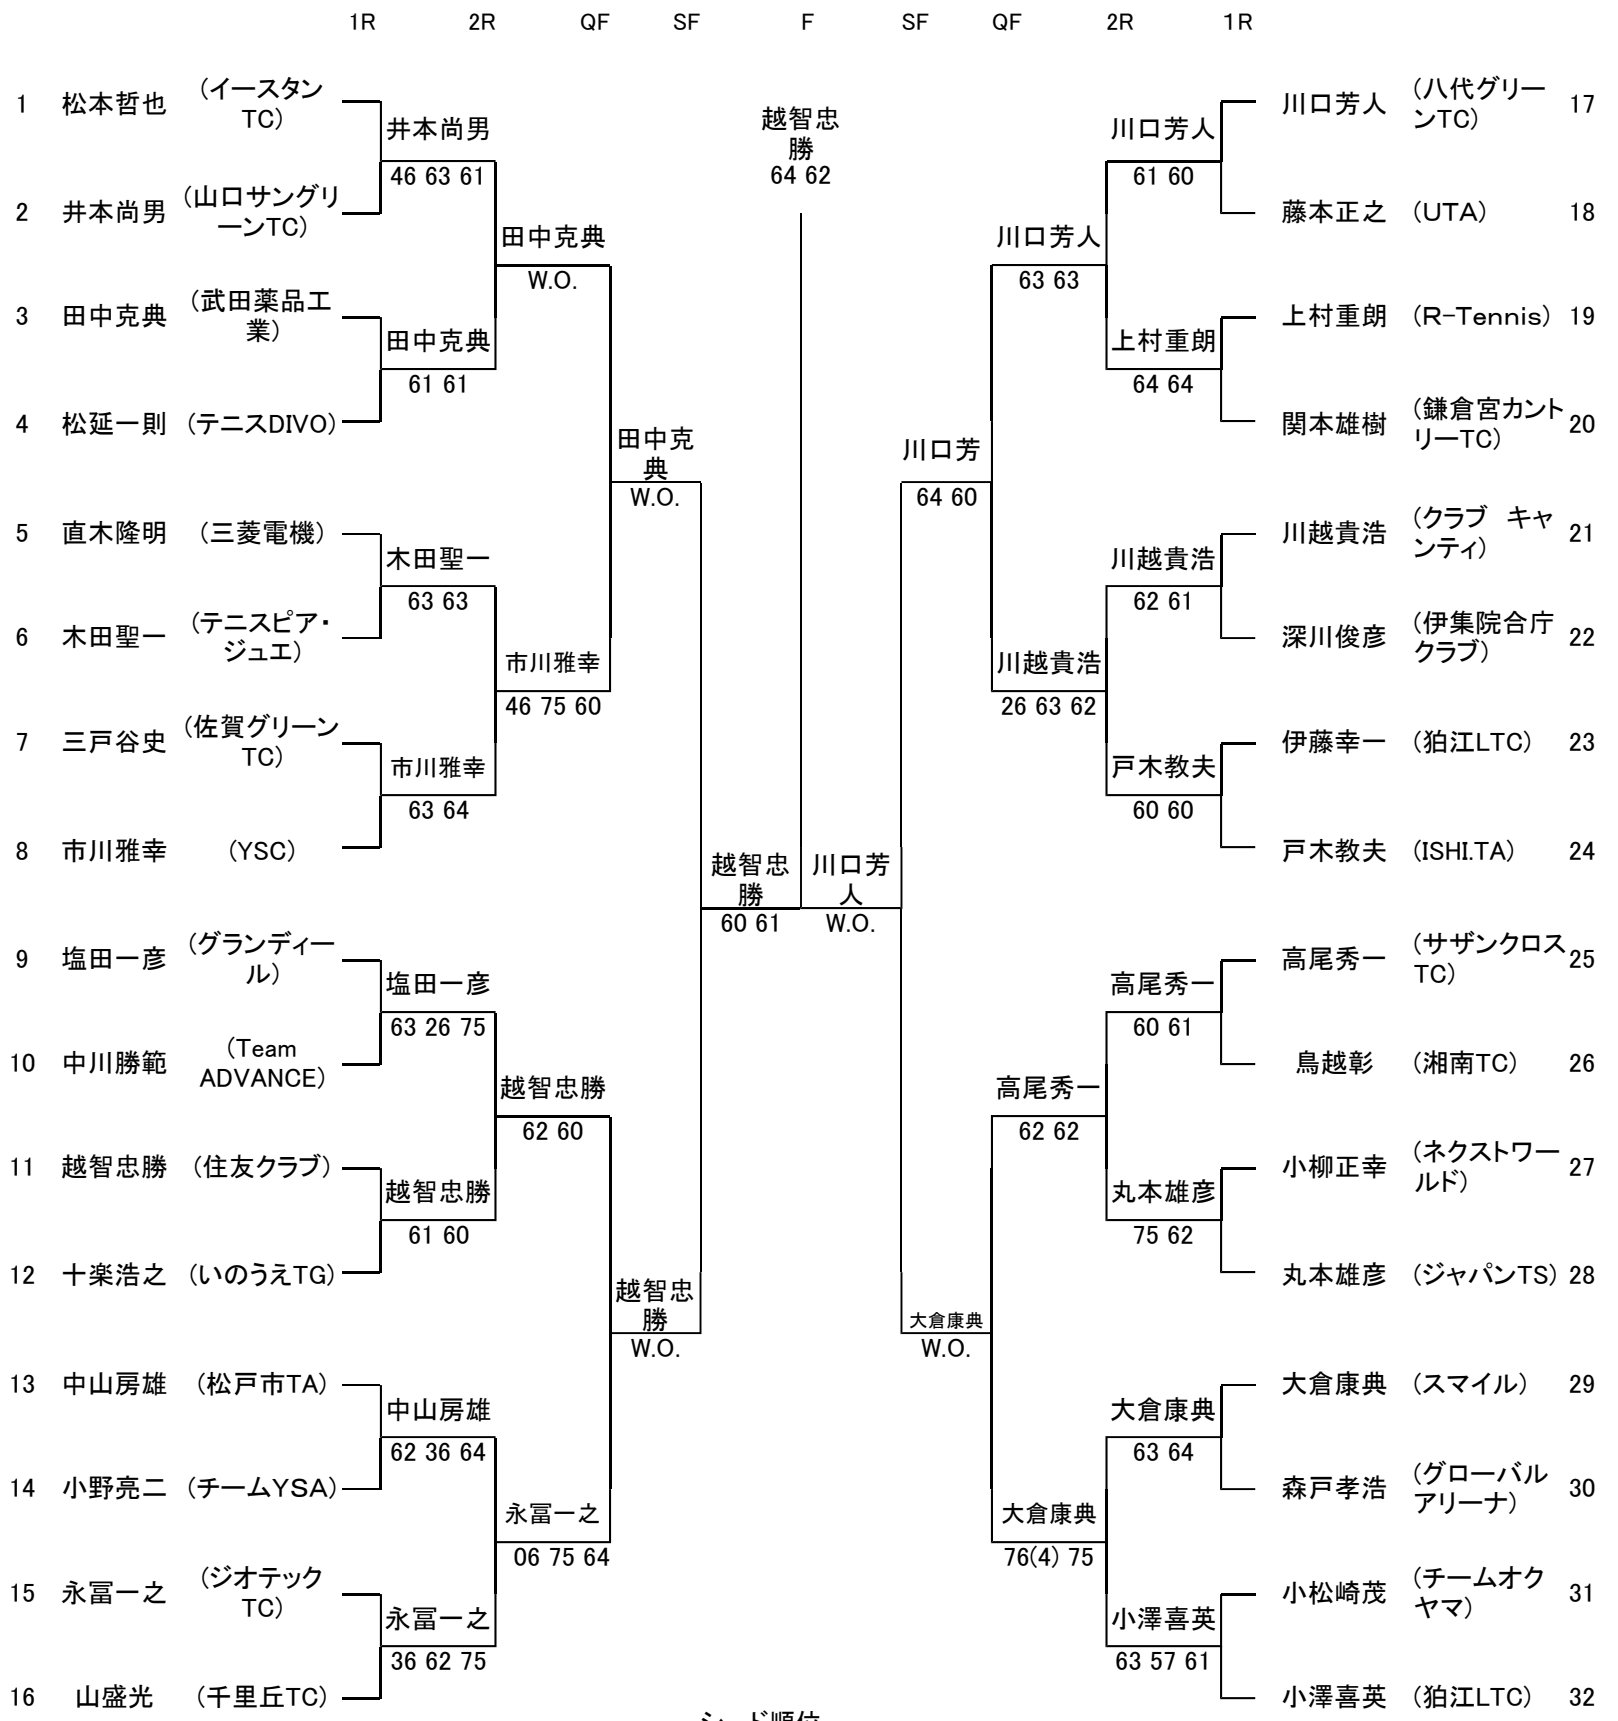 1R 2R QF SF F SF QF 2R 1R
1 松本哲也 (イースタン
TC)
2 井本尚男 (山口サングリ
ーンTC)
3 田中克典 (武田薬品工
業)
4 松延一則 (テニスDIVO)
5 直木隆明 (三菱電機)
6 木田聖一 (テニスピア・
ジュエ)
7 三戸谷史 (佐賀グリーン
TC)
8 市川雅幸 (YSC)
9 塩田一彦 (グランディー
ル)
10 中川勝範 (Team
ADVANCE)
11 越智忠勝 (住友クラブ)
12 十楽浩之 (いのうえTG)
13 中山房雄 (松戸市TA)
14 小野亮二 (チームYSA)
15 永冨一之 (ジオテック
TC)
16 山盛光 (千里丘TC)
井本尚男
46 63 61
田中克典
61 61
木田聖一
63 63
市川雅幸
63 64
塩田一彦
63 26 75
越智忠勝
61 60
中山房雄
62 36 64
永冨一之
36 62 75
田中克典
W.O.
市川雅幸
46 75 60
越智忠勝
62 60
永冨一之
06 75 64
田中克
典
W.O.
越智忠
勝
W.O.
越智忠
勝
60 61
越智忠
勝
64 62
川口芳
人
W.O.
川口芳
64 60
大倉康典
W.O.
川口芳人
63 63
川越貴浩
26 63 62
高尾秀一
62 62
大倉康典
76(4) 75
川口芳人
61 60
上村重朗
64 64
川越貴浩
62 61
戸木教夫
60 60
高尾秀一
60 61
丸本雄彦
75 62
大倉康典
63 64
小澤喜英
63 57 61
川口芳人 (八代グリー
ンTC) 17
藤本正之 (UTA) 18
上村重朗 (R-Tennis) 19
関本雄樹 (鎌倉宮カント
リーTC) 20
川越貴浩 (クラブ キャ
ンティ) 21
深川俊彦 (伊集院合庁
クラブ) 22
伊藤幸一 (狛江LTC) 23
戸木教夫 (ISHI.TA) 24
高尾秀一 (サザンクロス
TC) 25
鳥越彰 (湘南TC) 26
小柳正幸 (ネクストワー
ルド) 27
丸本雄彦 (ジャパンTS) 28
大倉康典 (スマイル) 29
森戸孝浩 (グローバル
アリーナ) 30
小松崎茂 (チームオク
ヤマ) 31
小澤喜英 (狛江LTC) 32
シード順位